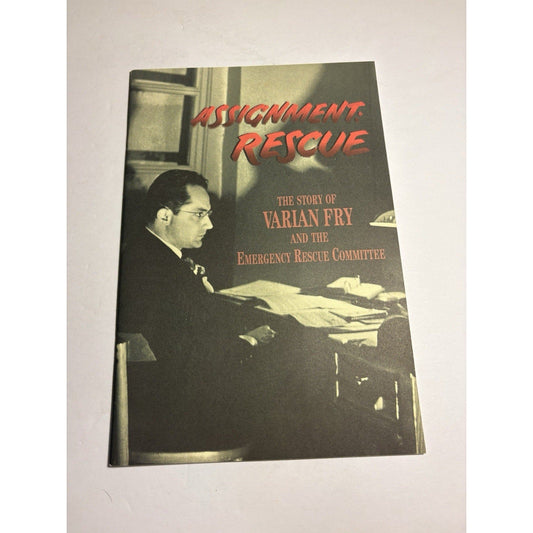 ASSIGNMENT:
RESCUE
THE STORY OF
VARIAN FRY
AND THE
EMERGENCY RESCUE COMMITTEE